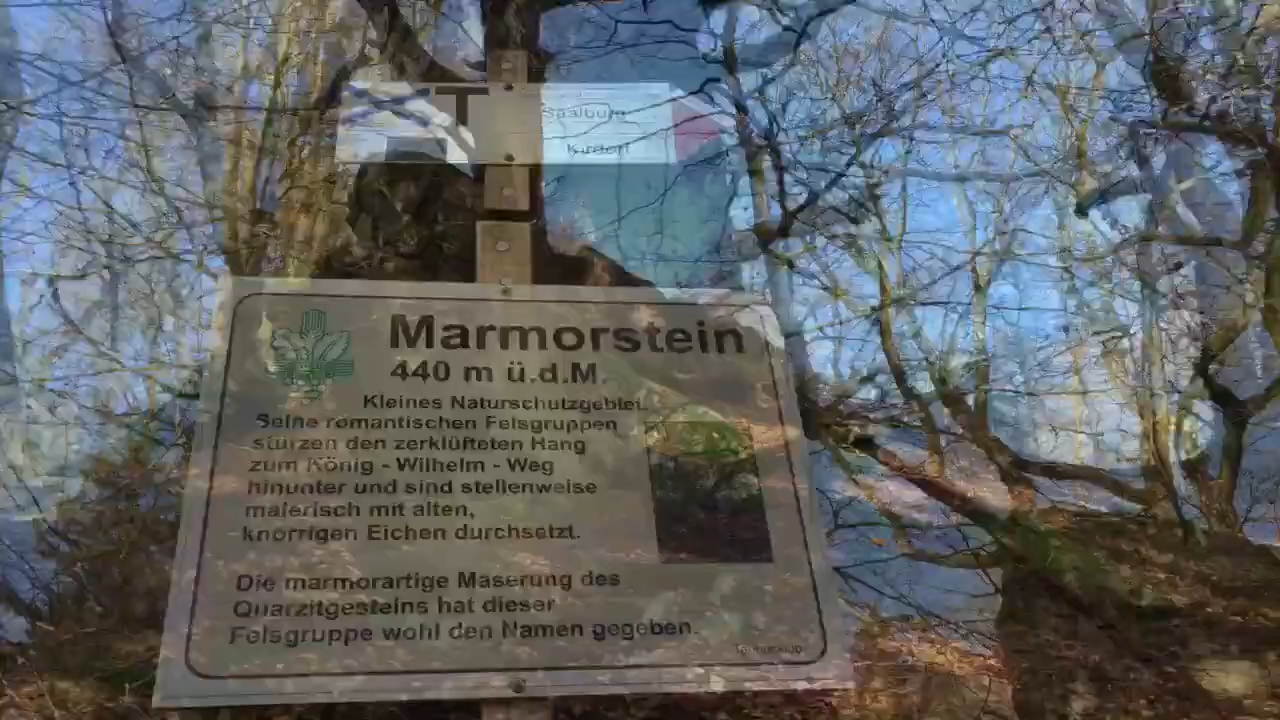 T
Saalburg
Kirdorf
Marmorstein
440 m ü.d.M.
Kleines Naturschutzgebiet.
Seine romantischen Felsgruppen
stürzen den zerklüfteten Hang
zum König - Wilhelm - Weg
hinunter und sind stellenweise
malerisch mit alten,
knorrigen Eichen durchsetzt.
Die marmorartige Maserung des
Quarzitgesteins hat dieser
Felsgruppe wohl den Namen gegeben.
Taunusklub